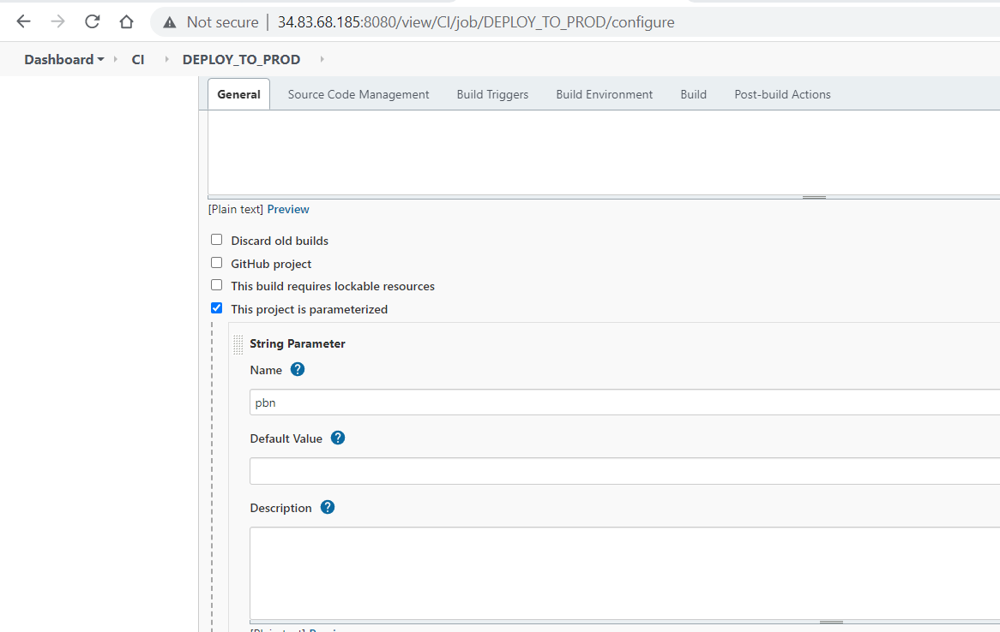 Not secure | 34.83.68.185:8080/view/CI/job/DEPLOY_TO_PROD/configure
Dashboard CI DEPLOY_TO_PROD
General Source Code Management Build Triggers Build Environment Build Post-build Actions
[Plain text] Preview
Discard old builds
GitHub project
This build requires lockable resources
This project is parameterized
String Parameter
Name ?
pbn
Default Value ?
Description ?